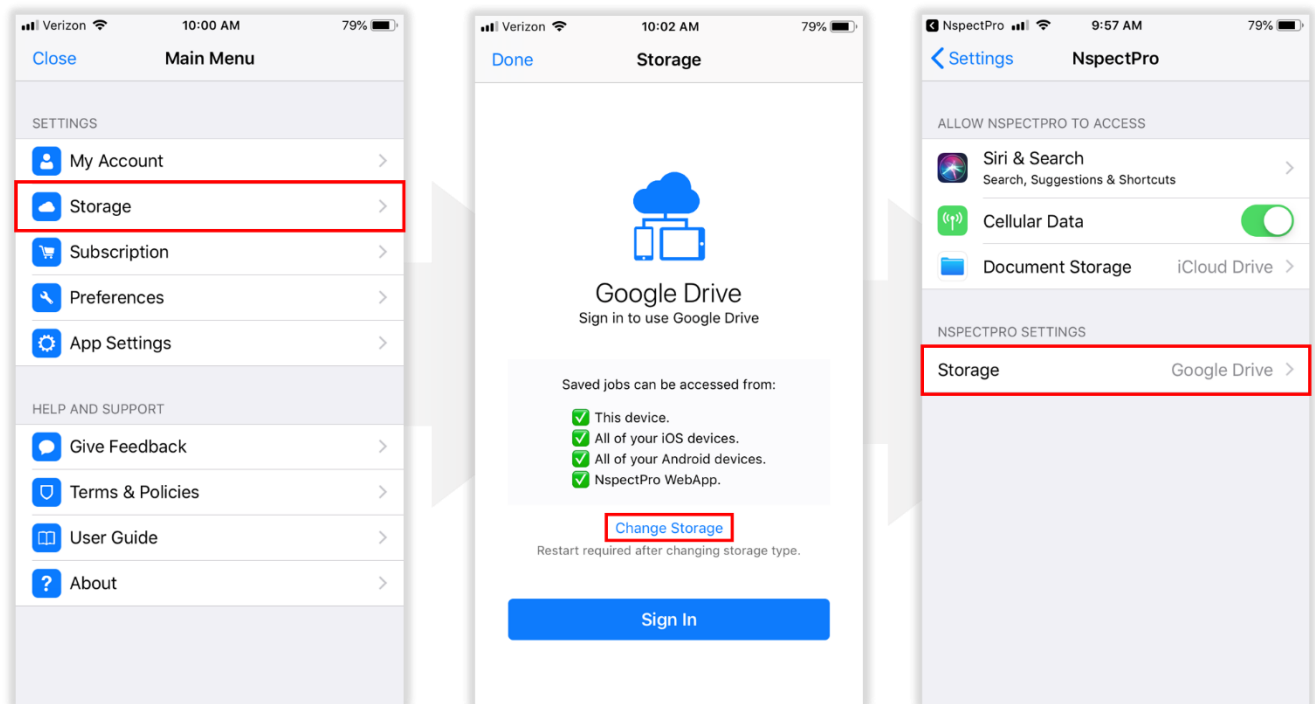 Verizon 10:00 AM 79%
Close Main Menu
SETTINGS
My Account
Storage
Subscription
Preferences
App Settings
HELP AND SUPPORT
Give Feedback
Terms & Policies
User Guide
About
Verizon 10:02 AM 79%
Done Storage
Google Drive
Sign in to use Google Drive
Saved jobs can be accessed from:
This device.
All of your iOS devices.
All of your Android devices.
NspectPro WebApp.
Change Storage
Restart required after changing storage type.
Sign In
NspectPro 9:57 AM 79%
Settings NspectPro
ALLOW NSPECTPRO TO ACCESS
Siri & Search
Search, Suggestions & Shortcuts
Cellular Data
Document Storage iCloud Drive
NSPECTPRO SETTINGS
Storage Google Drive